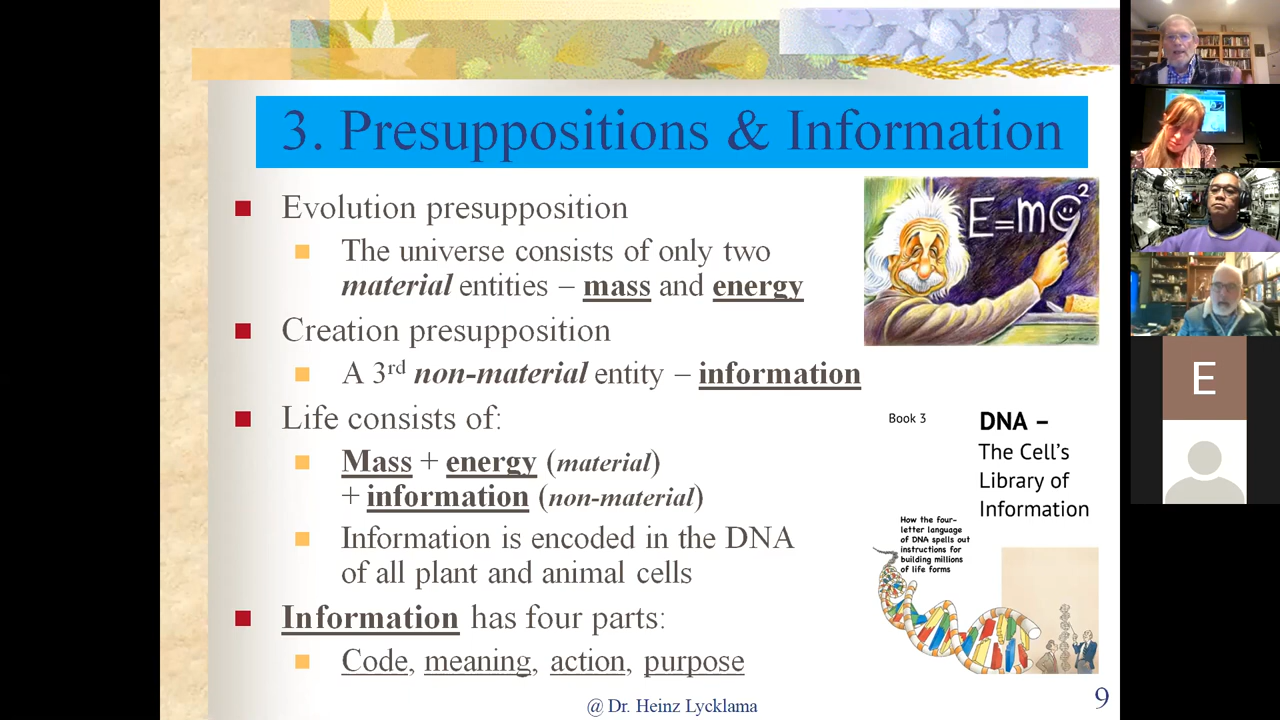 3. Presuppositions & Information
Evolution presupposition
The universe consists of only two
material entities – mass and energy
Creation presupposition
A 3rd non-material entity – information
Life consists of:
Mass + energy (material)
+ information (non-material)
Information is encoded in the DNA
of all plant and animal cells
Information has four parts:
Code, meaning, action, purpose
E=mc2
Book 3
DNA –
The Cell's
Library of
Information
How the four-
letter language
of DNA spells out
instructions for
building millions
of life forms
@ Dr. Heinz Lycklama
9
E